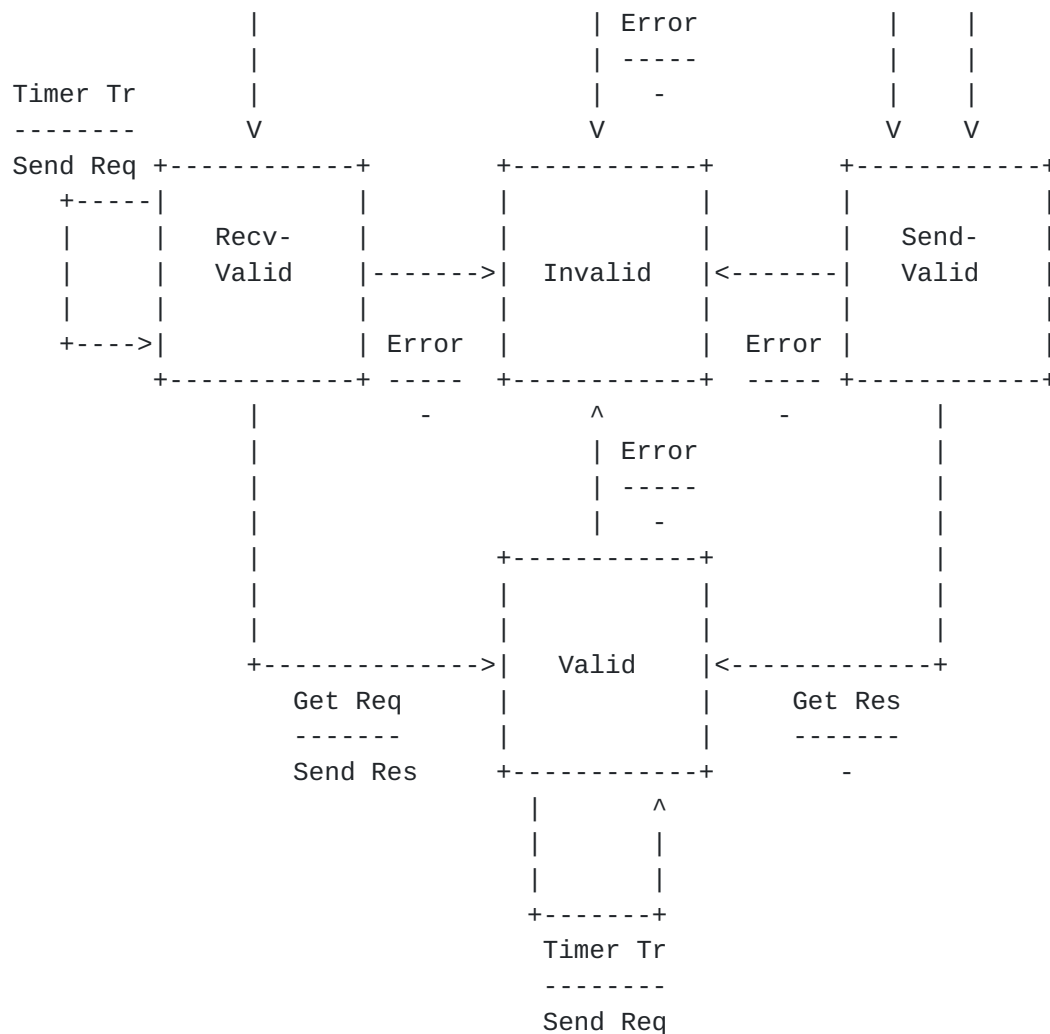 |                     | Error            |    |
            |                     | -----            |    |
Timer Tr    |                     |   -              |    |
--------    V                     V                  V    V
Send Req +------------+        +------------+        +------------+
   +-----|            |        |            |        |            |
   |     |   Recv-    |        |            |        |   Send-    |
   |     |   Valid    |------->|  Invalid   |<-------|   Valid    |
   |     |            |        |            |        |            |
   +---->|            | Error  |            |  Error |            |
         +------------+ -----  +------------+  ----- +------------+
               |          -          ^           -         |
               |                     | Error               |
               |                     | -----               |
               |                     |   -                 |
               |               +------------+              |
               |               |            |              |
               |               |            |              |
               +-------------->|   Valid    |<-------------+
                  Get Req      |            |     Get Res
                  -------      |            |     -------
                  Send Res     +------------+        -
                                 |       ^
                                 |       |
                                 |       |
                                 +-------+
                                  Timer Tr
                                  --------
                                  Send Req